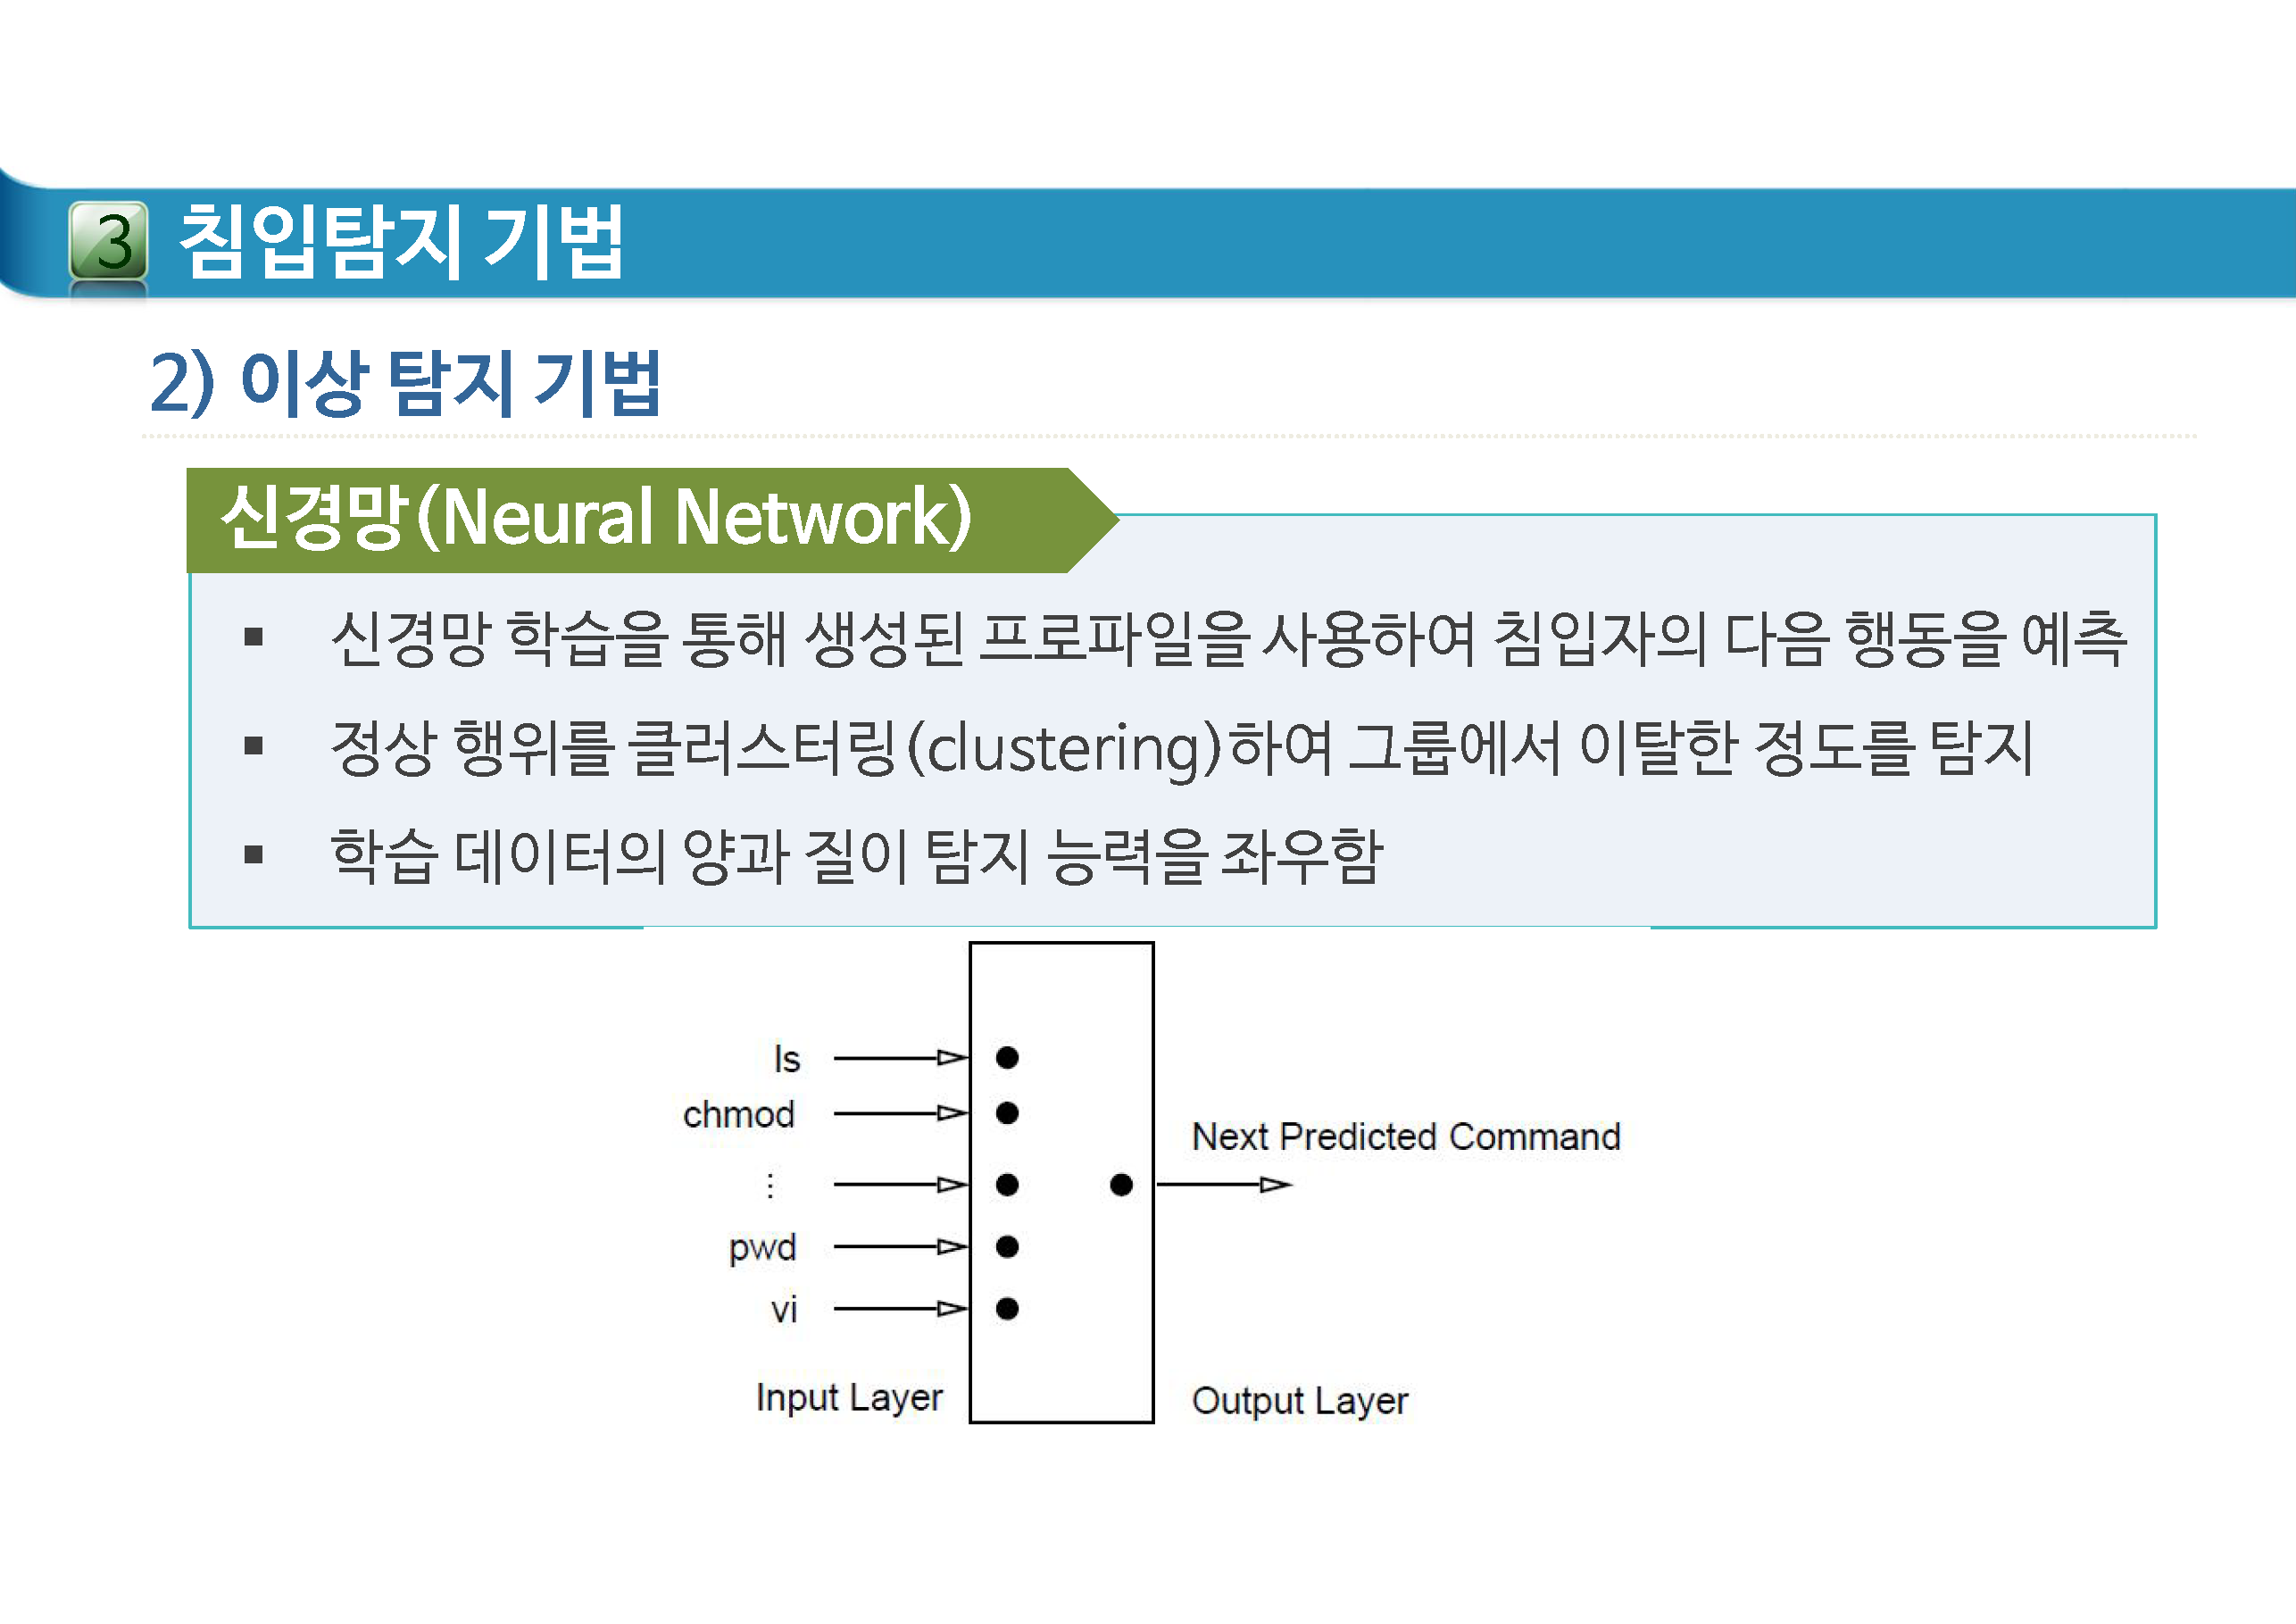 3 침입탐지 기법
2) 이상 탐지 기법
신경망(Neural Network)
▪ 신경망 학습을 통해 생성된 프로파일을 사용하여 침입자의 다음 행동을 예측
▪ 정상 행위를 클러스터링(clustering)하여 그룹에서 이탈한 정도를 탐지
▪ 학습 데이터의 양과 질이 탐지 능력을 좌우함
ls
chmod
Next Predicted Command
⋮
pwd
vi
Input Layer
Output Layer